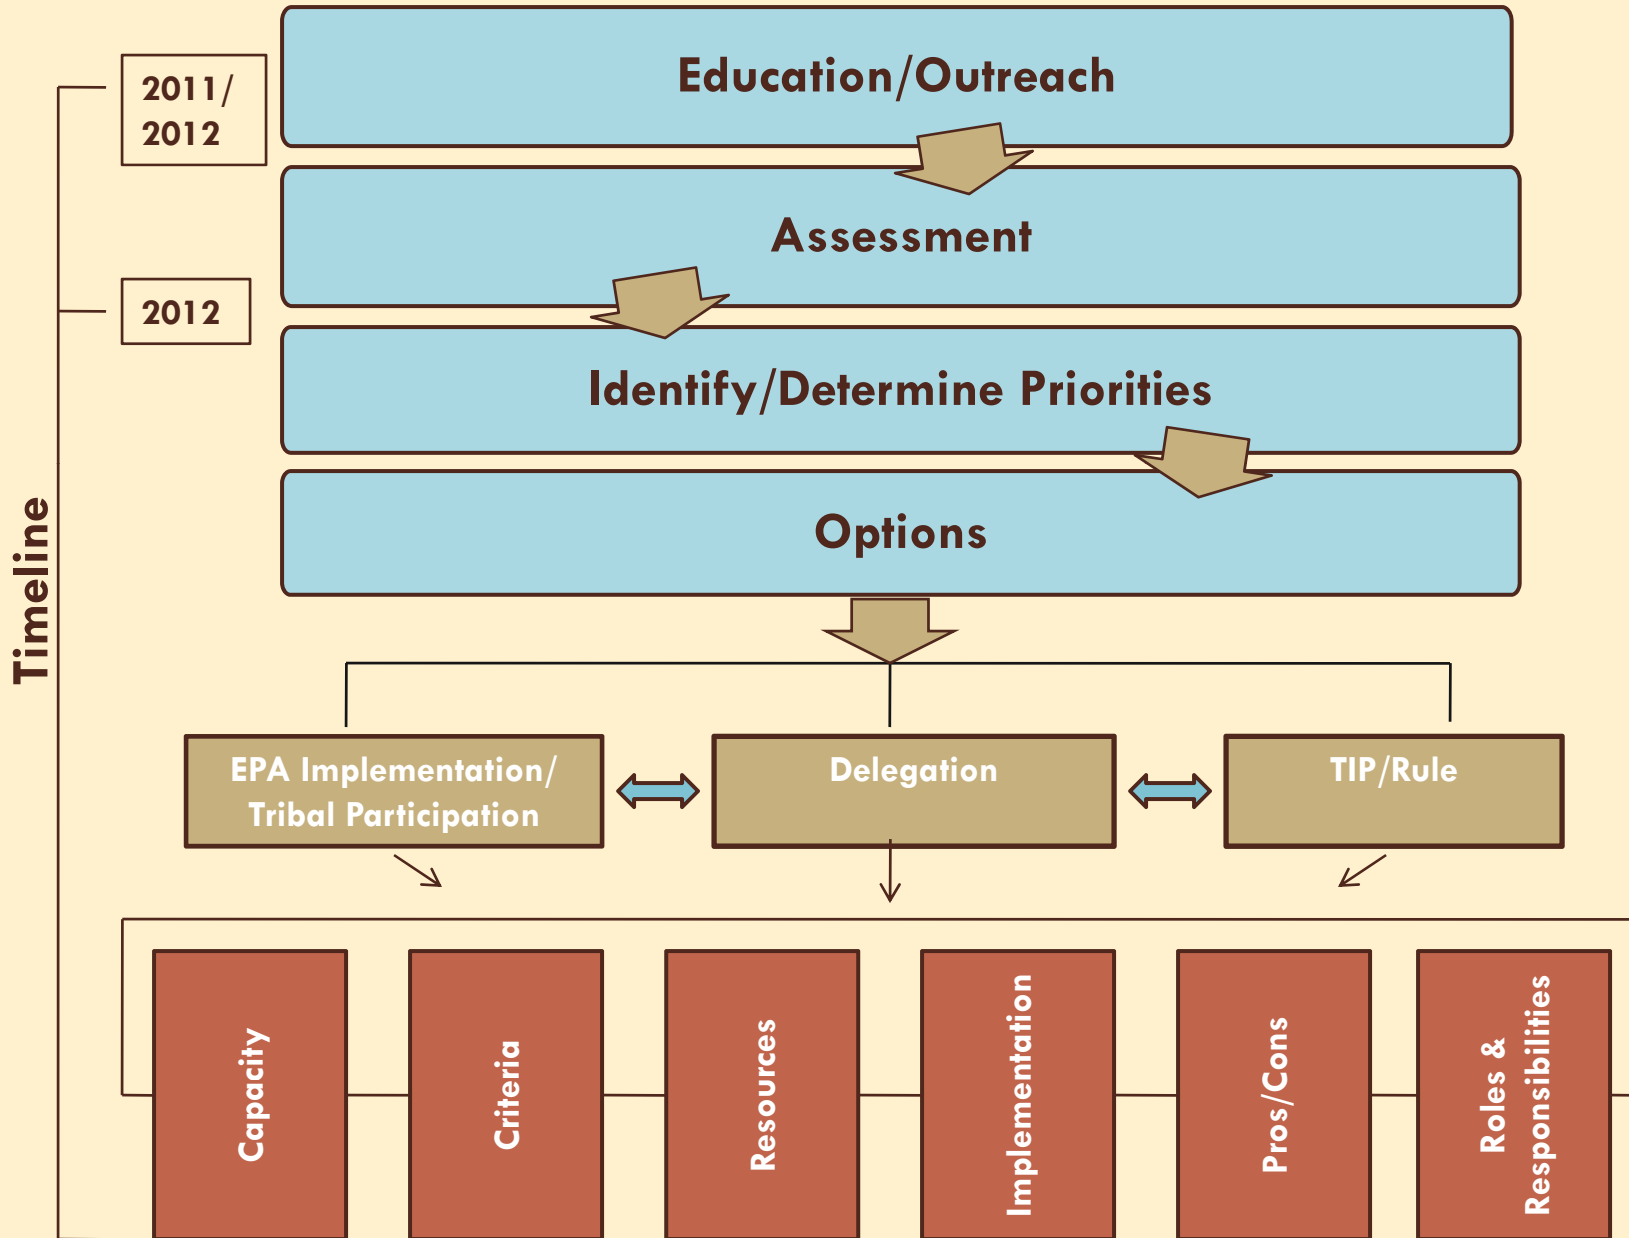 Timeline
2011/
2012
Education/Outreach
Assessment
2012
Identify/Determine Priorities
Options
EPA Implementation/
Tribal Participation
Delegation
TIP/Rule
Capacity
Criteria
Resources
Implementation
Pros/Cons
Roles &
Responsibilities